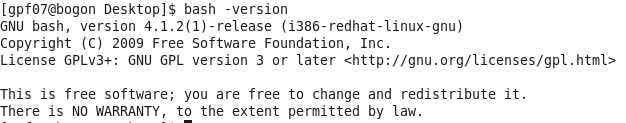 [gpf07@bogon Desktop]$ bash -version
GNU bash, version 4.1.2(1)-release (i386-redhat-linux-gnu)
Copyright (C) 2009 Free Software Foundation, Inc.
License GPLv3+: GNU GPL version 3 or later <http://gnu.org/licenses/gpl.html>
This is free software; you are free to change and redistribute it.
There is NO WARRANTY, to the extent permitted by law.